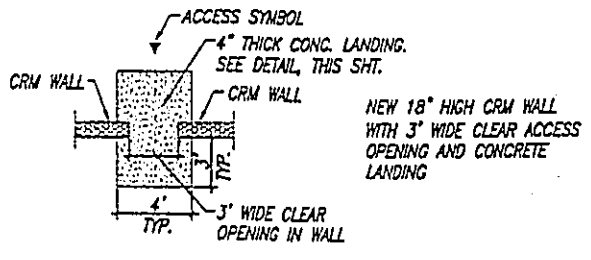 ACCESS SYMBOL
4" THICK CONC. LANDING.
SEE DETAIL, THIS SHT.
CRM WALL
CRM WALL
NEW 18" HIGH CRM WALL
WITH 3' WIDE CLEAR ACCESS
OPENING AND CONCRETE
LANDING
3'
TYP.
4'
TYP.
3' WIDE CLEAR
OPENING IN WALL